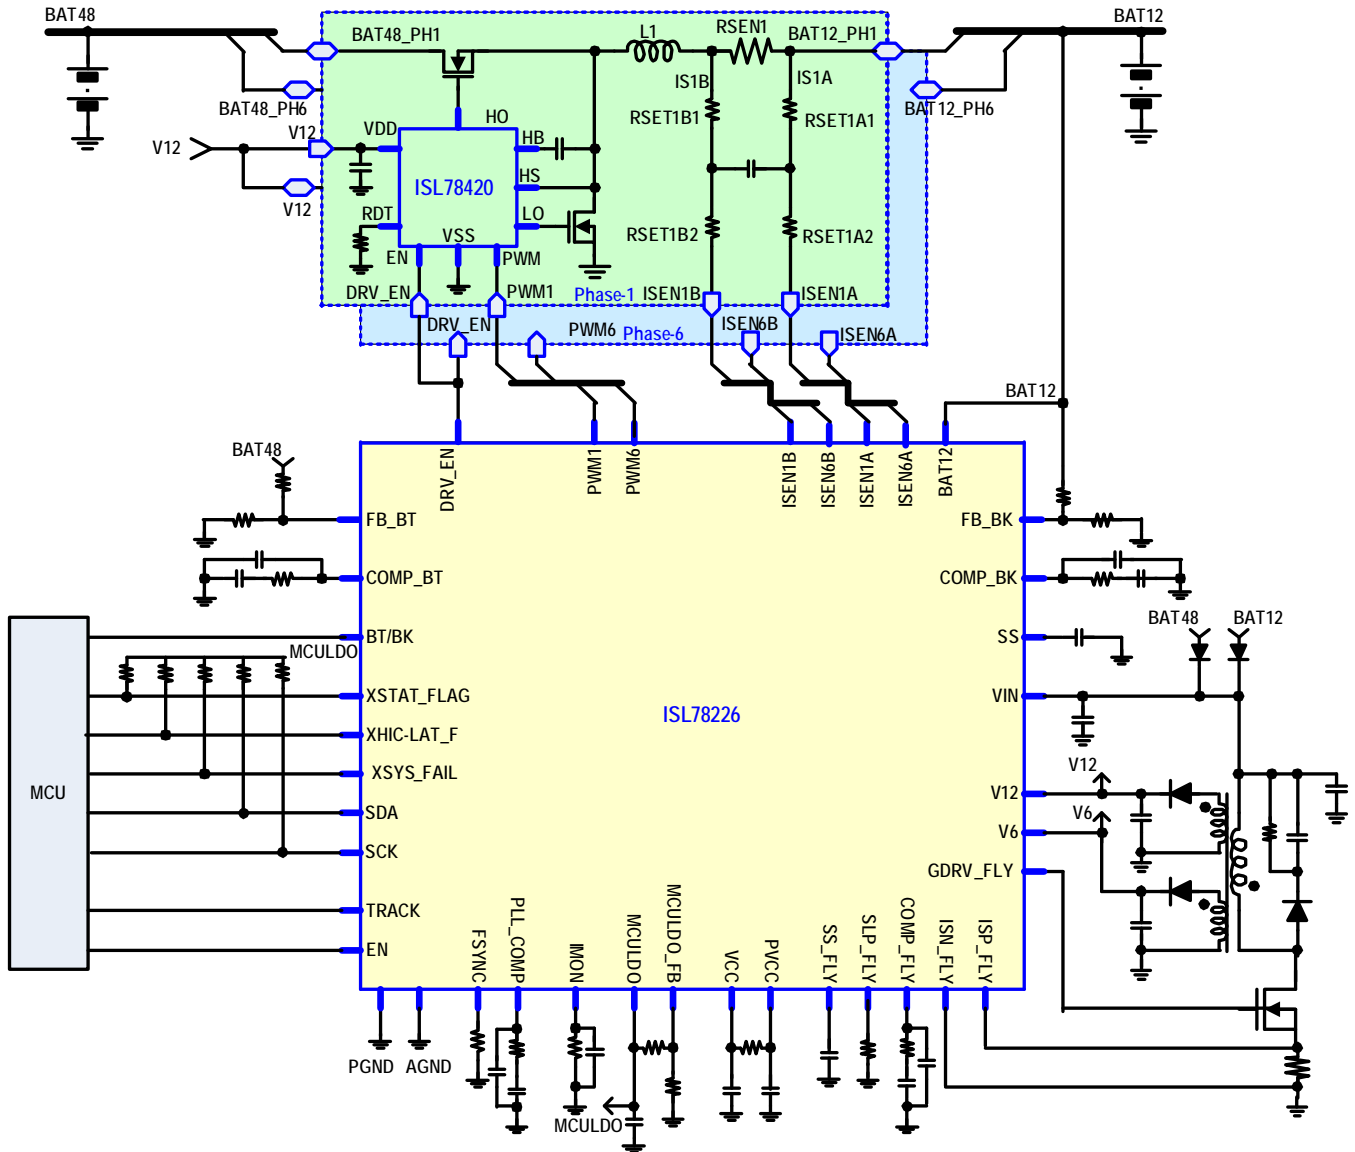 BAT48
BAT12
BAT48_PH1
L1
RSEN1
BAT12_PH1
IS1B
IS1A
BAT48_PH6
BAT12_PH6
RSET1B1
RSET1A1
V12
V12
VDD
HO
HB
ISL78420
HS
V12
RDT
LO
VSS
RSET1B2
RSET1A2
EN
PWM
DRV_EN
PWM1
Phase-1
ISEN1B
ISEN1A
DRV_EN
PWM6
Phase-6
ISEN6B
ISEN6A
BAT12
BAT48
DRV_EN
PWM1
PWM6
ISEN1B
ISEN6B
ISEN1A
ISEN6A
BAT12
FB_BT
FB_BK
COMP_BT
COMP_BK
BT/BK
SS
BAT48
BAT12
MCULDO
XSTAT_FLAG
VIN
ISL78226
XHIC-LAT_F
XSYS_FAIL
V12
MCU
V12
SDA
V6
V6
SCK
GDRV_FLY
TRACK
EN
FSYNC
PLL_COMP
IMON
MCULDO
MCULDO_FB
VCC
PVCC
SS_FLY
SLP_FLY
COMP_FLY
ISN_FLY
ISP_FLY
PGND
AGND
MCULDO